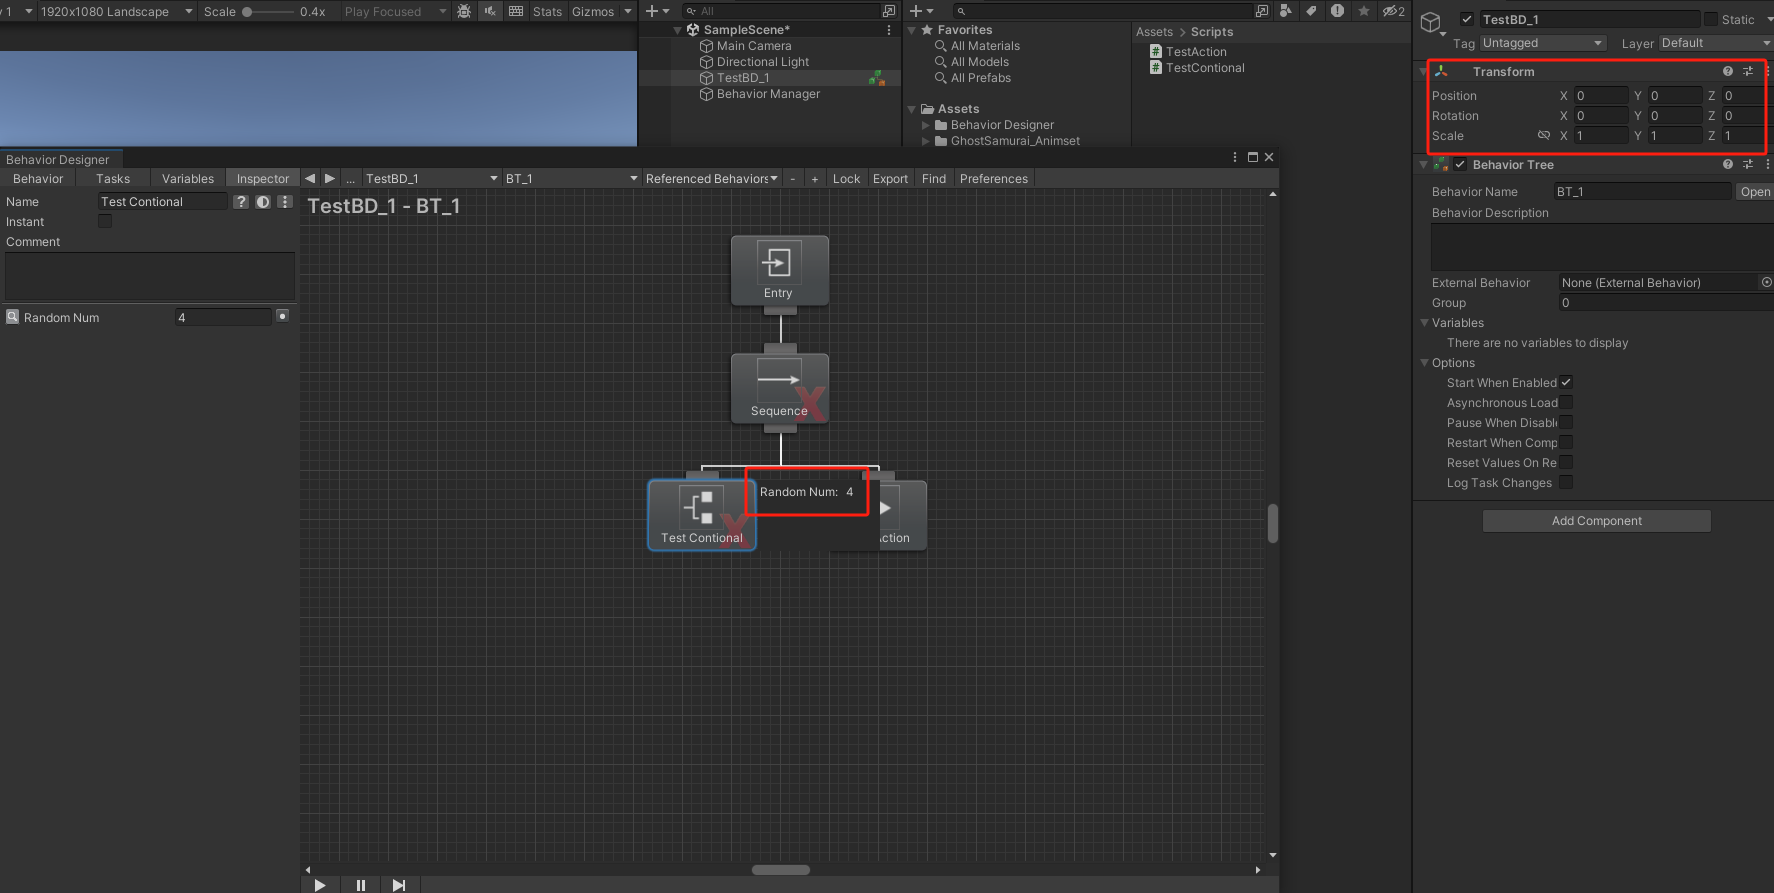 1
1920x1080 Landscape
Scale
0.4x
Play Focused
Stats
Gizmos
All
SampleScene*
Main Camera
Directional Light
TestBD_1
Behavior Manager
2
Favorites
All Materials
All Models
All Prefabs
Assets
Behavior Designer
GhostSamurai_Animset
Assets > Scripts
TestAction
TestContional
TestBD_1
Static
Tag Untagged
Layer Default
Transform
Position X 0 Y 0 Z 0
Rotation X 0 Y 0 Z 0
Scale X 1 Y 1 Z 1
Behavior Tree
Behavior Name BT_1 Open
Behavior Description
External Behavior None (External Behavior)
Group 0
Variables
There are no variables to display
Options
Start When Enabled
Asynchronous Load
Pause When Disable
Restart When Comp
Reset Values On Re
Log Task Changes
Add Component
Behavior Designer
Behavior Tasks Variables Inspector
... TestBD_1 BT_1 Referenced Behaviors - + Lock Export Find Preferences
Name Test Contional ?
Instant
Comment
Random Num 4
TestBD_1 - BT_1
Entry
Sequence
Random Num: 4
Test Contional
ction